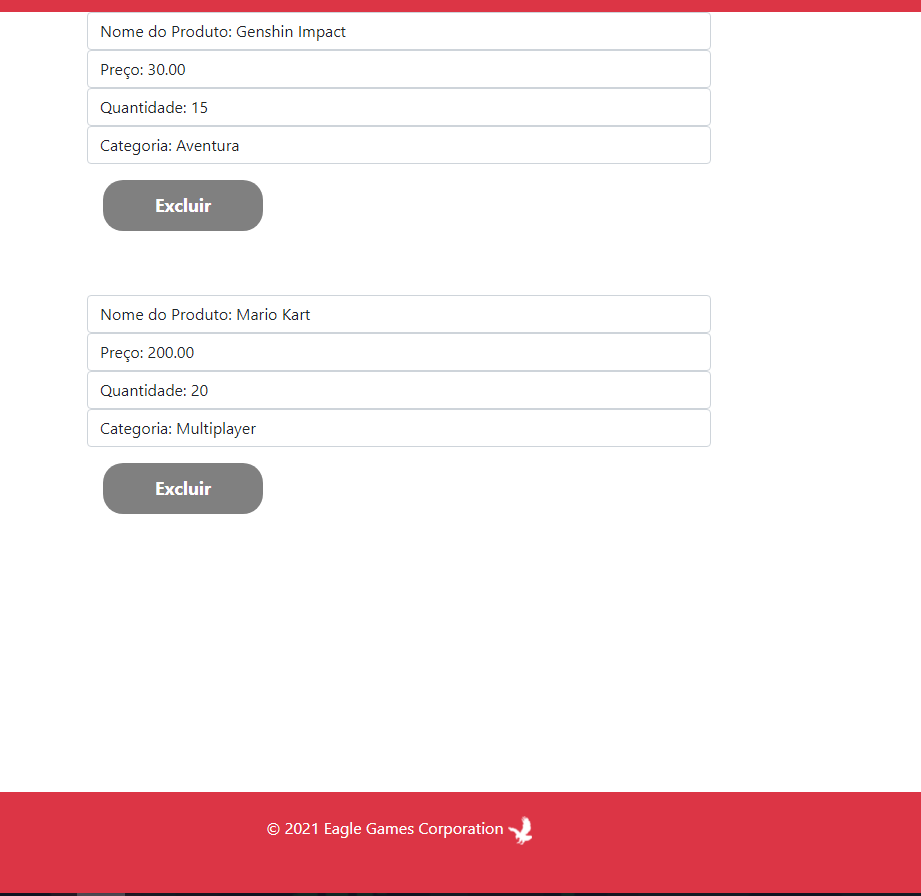 Nome do Produto: Genshin Impact
Preço: 30.00
Quantidade: 15
Categoria: Aventura
Excluir
Nome do Produto: Mario Kart
Preço: 200.00
Quantidade: 20
Categoria: Multiplayer
Excluir
© 2021 Eagle Games Corporation